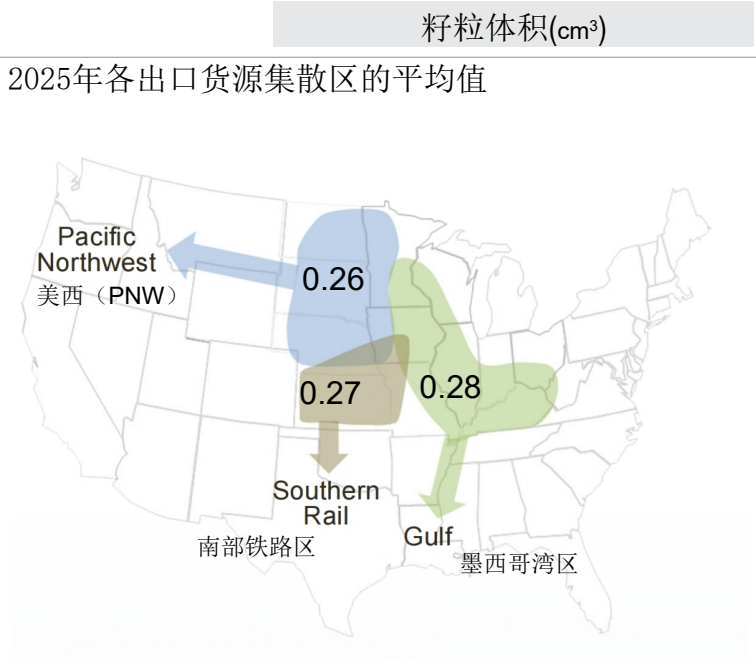 籽粒体积(cm³)
2025年各出口货源集散区的平均值
Pacific
Northwest
美西（PNW）
0.26
0.27
0.28
Southern
Rail
南部铁路区
Gulf
墨西哥湾区